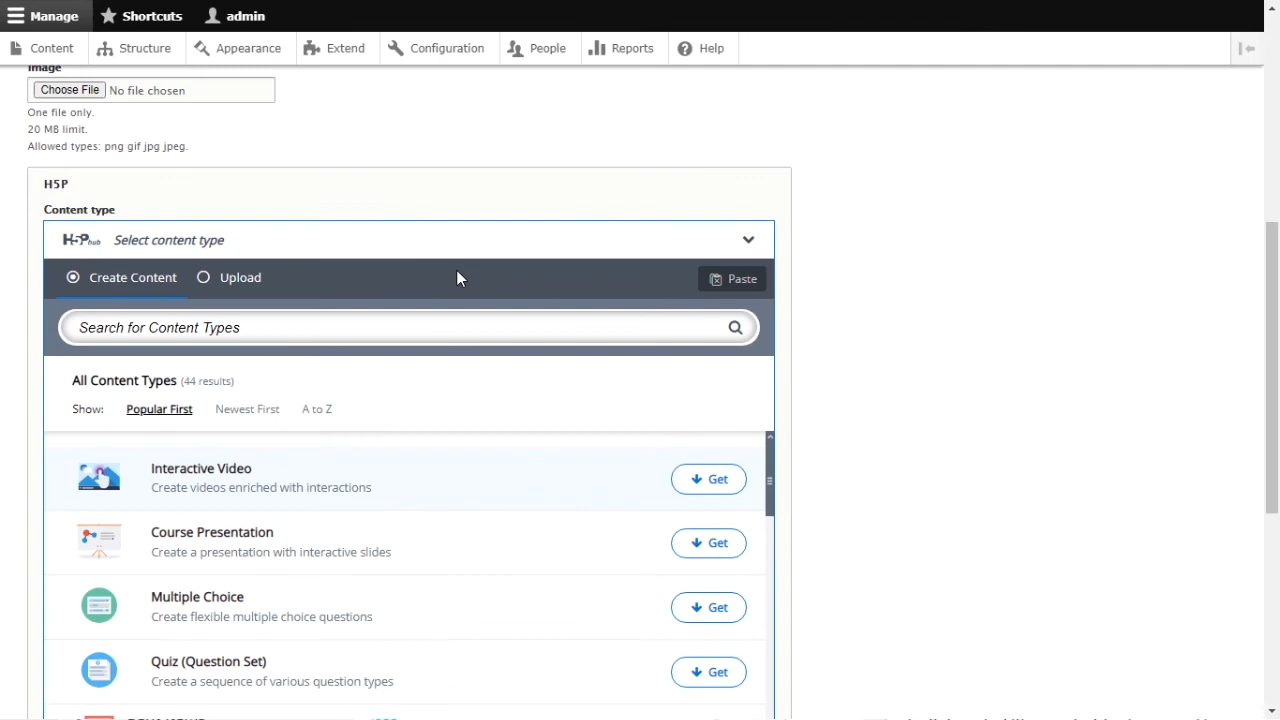 Manage Shortcuts admin
Content Structure Appearance Extend Configuration People Reports Help
Image
Choose File No file chosen
One file only.
20 MB limit.
Allowed types: png gif jpg jpeg.
H5P
Content type
H5P hub Select content type
Create Content Upload Paste
Search for Content Types
All Content Types (44 results)
Show: Popular First Newest First A to Z
Interactive Video
Create videos enriched with interactions
Get
Course Presentation
Create a presentation with interactive slides
Get
Multiple Choice
Create flexible multiple choice questions
Get
Quiz (Question Set)
Create a sequence of various question types
Get